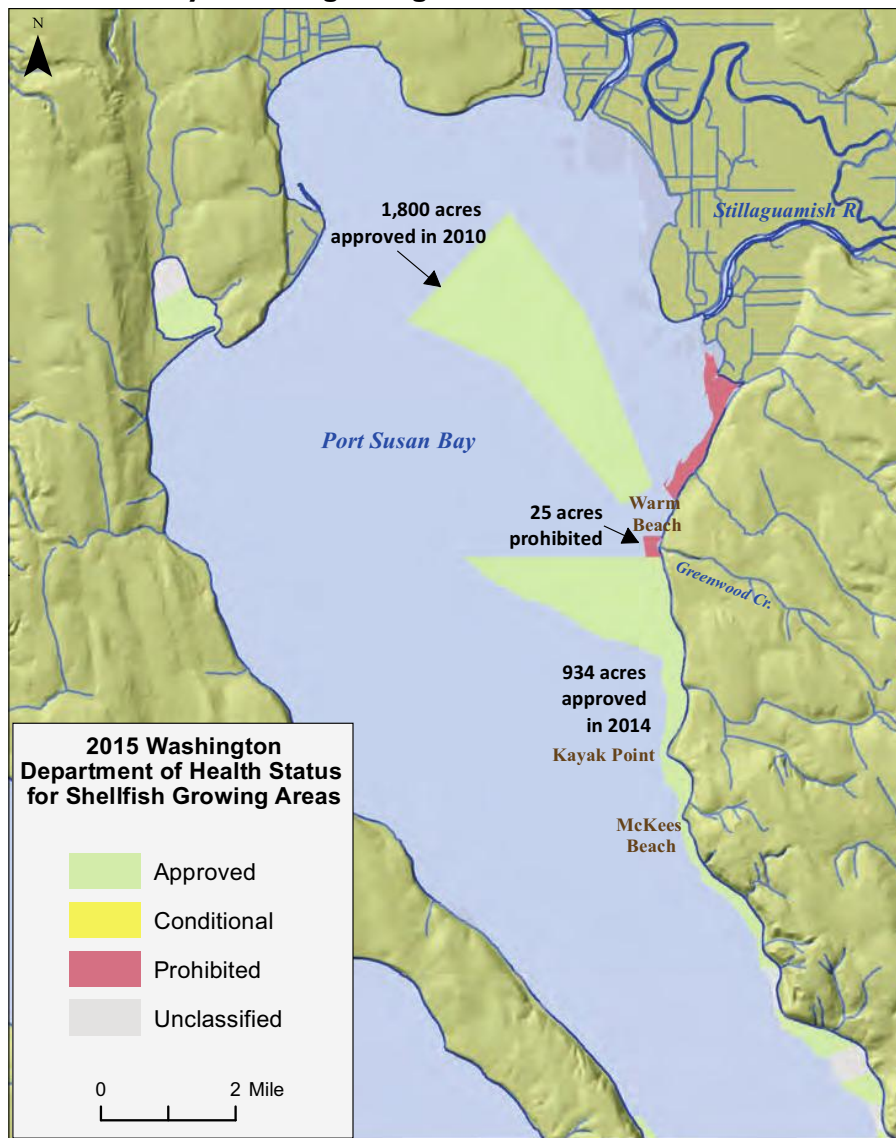 N
1,800 acres
approved in 2010
Stillaguamish R.
Port Susan Bay
Warm
Beach
25 acres
prohibited
Greenwood Cr.
934 acres
approved
in 2014
Kayak Point
McKees
Beach
2015 Washington
Department of Health Status
for Shellfish Growing Areas
Approved
Conditional
Prohibited
Unclassified
0 2 Mile